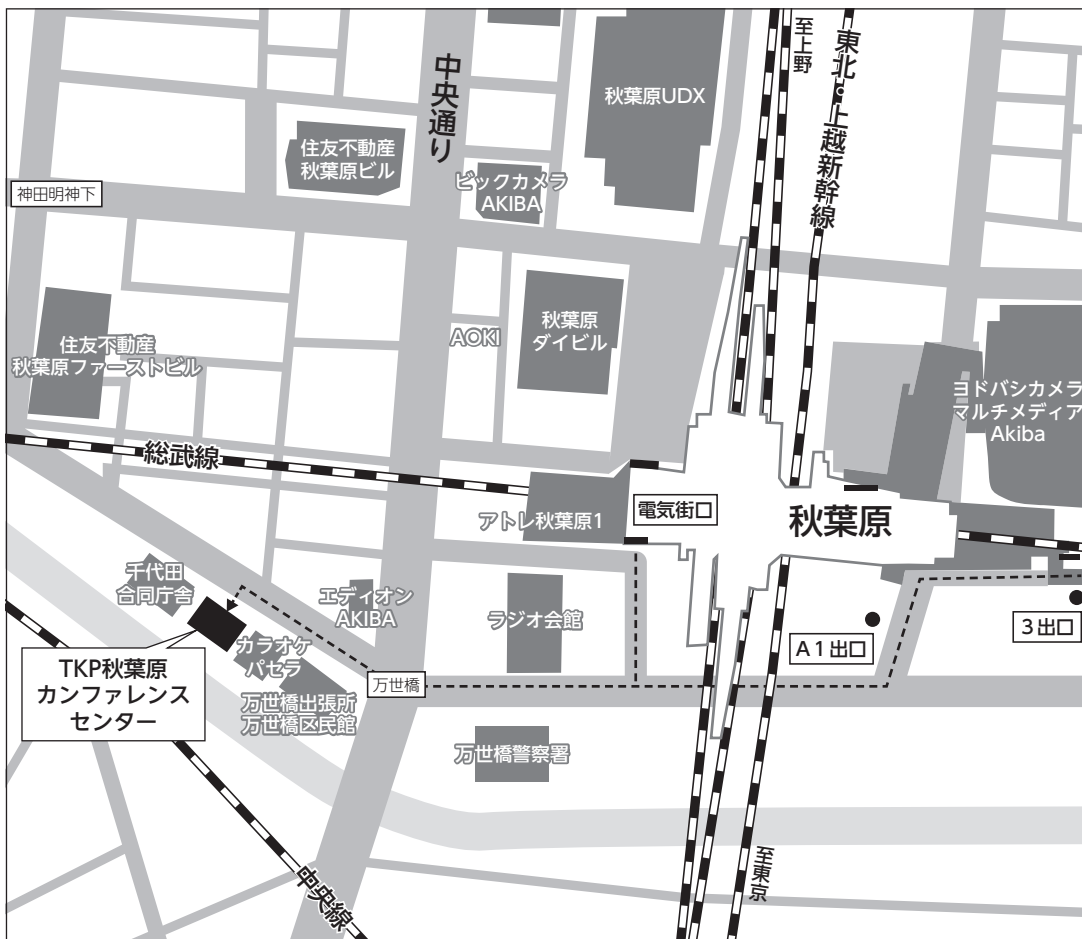 至上野
東北・上越新幹線
中央通り
秋葉原UDX
住友不動産
秋葉原ビル
ビックカメラ
AKIBA
神田明神下
住友不動産
秋葉原ファーストビル
AOKI
秋葉原
ダイビル
ヨドバシカメラ
マルチメディア
Akiba
総武線
アトレ秋葉原1
電気街口
秋葉原
千代田
合同庁舎
エディオン
AKIBA
ラジオ会館
A1出口
3出口
カラオケ
パセラ
TKP秋葉原
カンファレンス
センター
万世橋
万世橋出張所
万世橋区民館
万世橋警察署
中央線
至東京